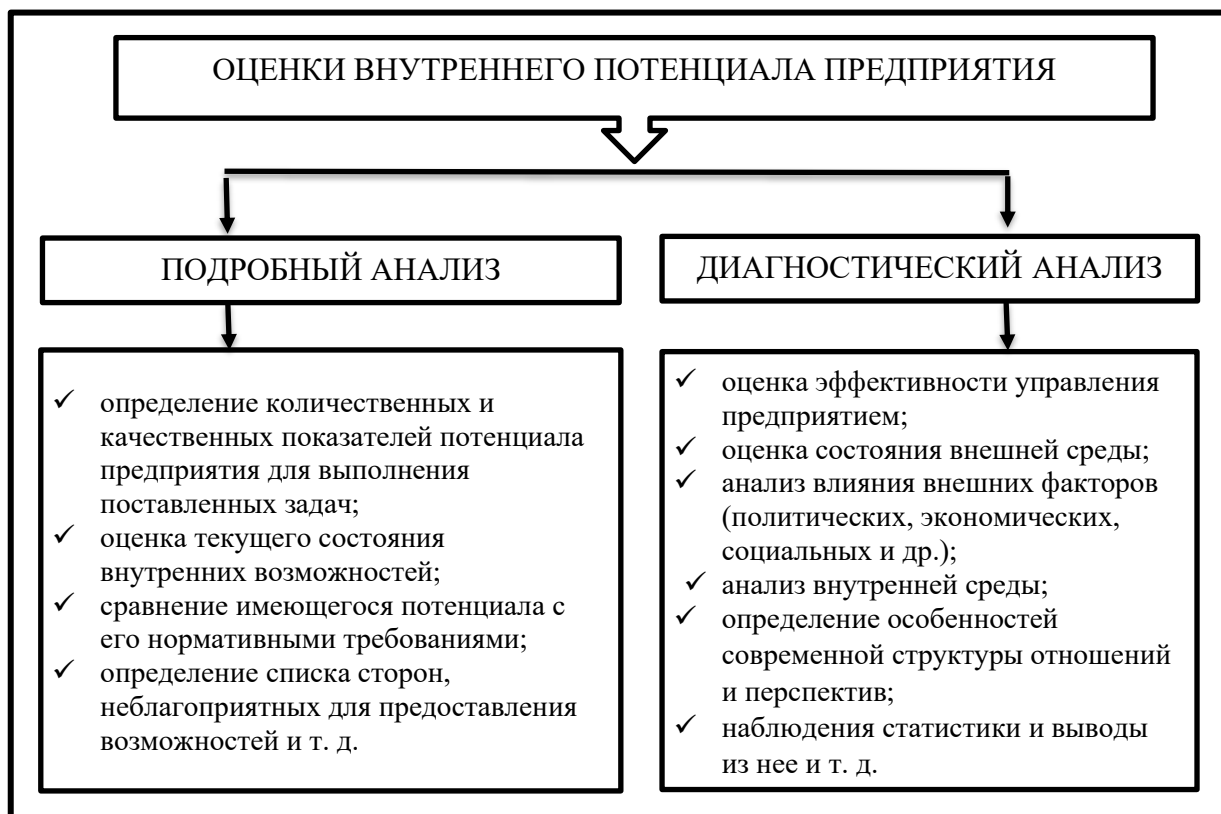 ОЦЕНКИ ВНУТРЕННЕГО ПОТЕНЦИАЛА ПРЕДПРИЯТИЯ
ПОДРОБНЫЙ АНАЛИЗ
✓ определение количественных и
качественных показателей потенциала
предприятия для выполнения
поставленных задач;
✓ оценка текущего состояния
внутренних возможностей;
✓ сравнение имеющегося потенциала с
его нормативными требованиями;
✓ определение списка сторон,
неблагоприятных для предоставления
возможностей и т. д.
ДИАГНОСТИЧЕСКИЙ АНАЛИЗ
✓ оценка эффективности управления
предприятием;
✓ оценка состояния внешней среды;
✓ анализ влияния внешних факторов
(политических, экономических,
социальных и др.);
✓ анализ внутренней среды;
✓ определение особенностей
современной структуры отношений
и перспектив;
✓ наблюдения статистики и выводы
из нее и т. д.